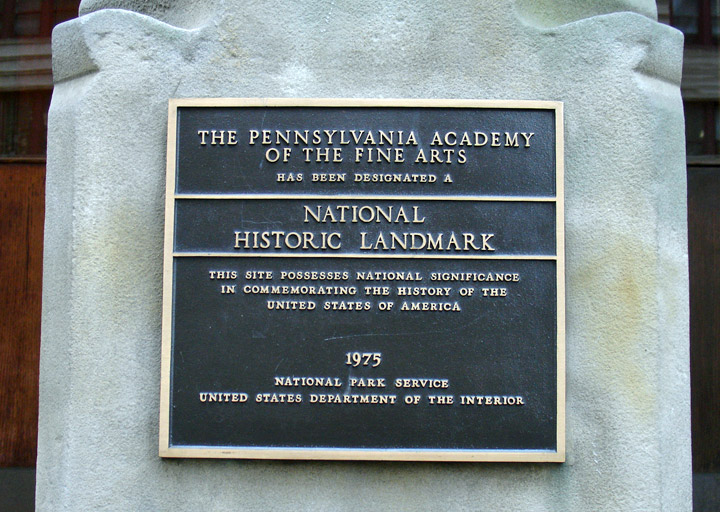 THE PENNSYLVANIA ACADEMY
OF THE FINE ARTS
HAS BEEN DESIGNATED A
NATIONAL
HISTORIC LANDMARK
THIS SITE POSSESSES NATIONAL SIGNIFICANCE
IN COMMEMORATING THE HISTORY OF THE
UNITED STATES OF AMERICA
1975
NATIONAL PARK SERVICE
UNITED STATES DEPARTMENT OF THE INTERIOR